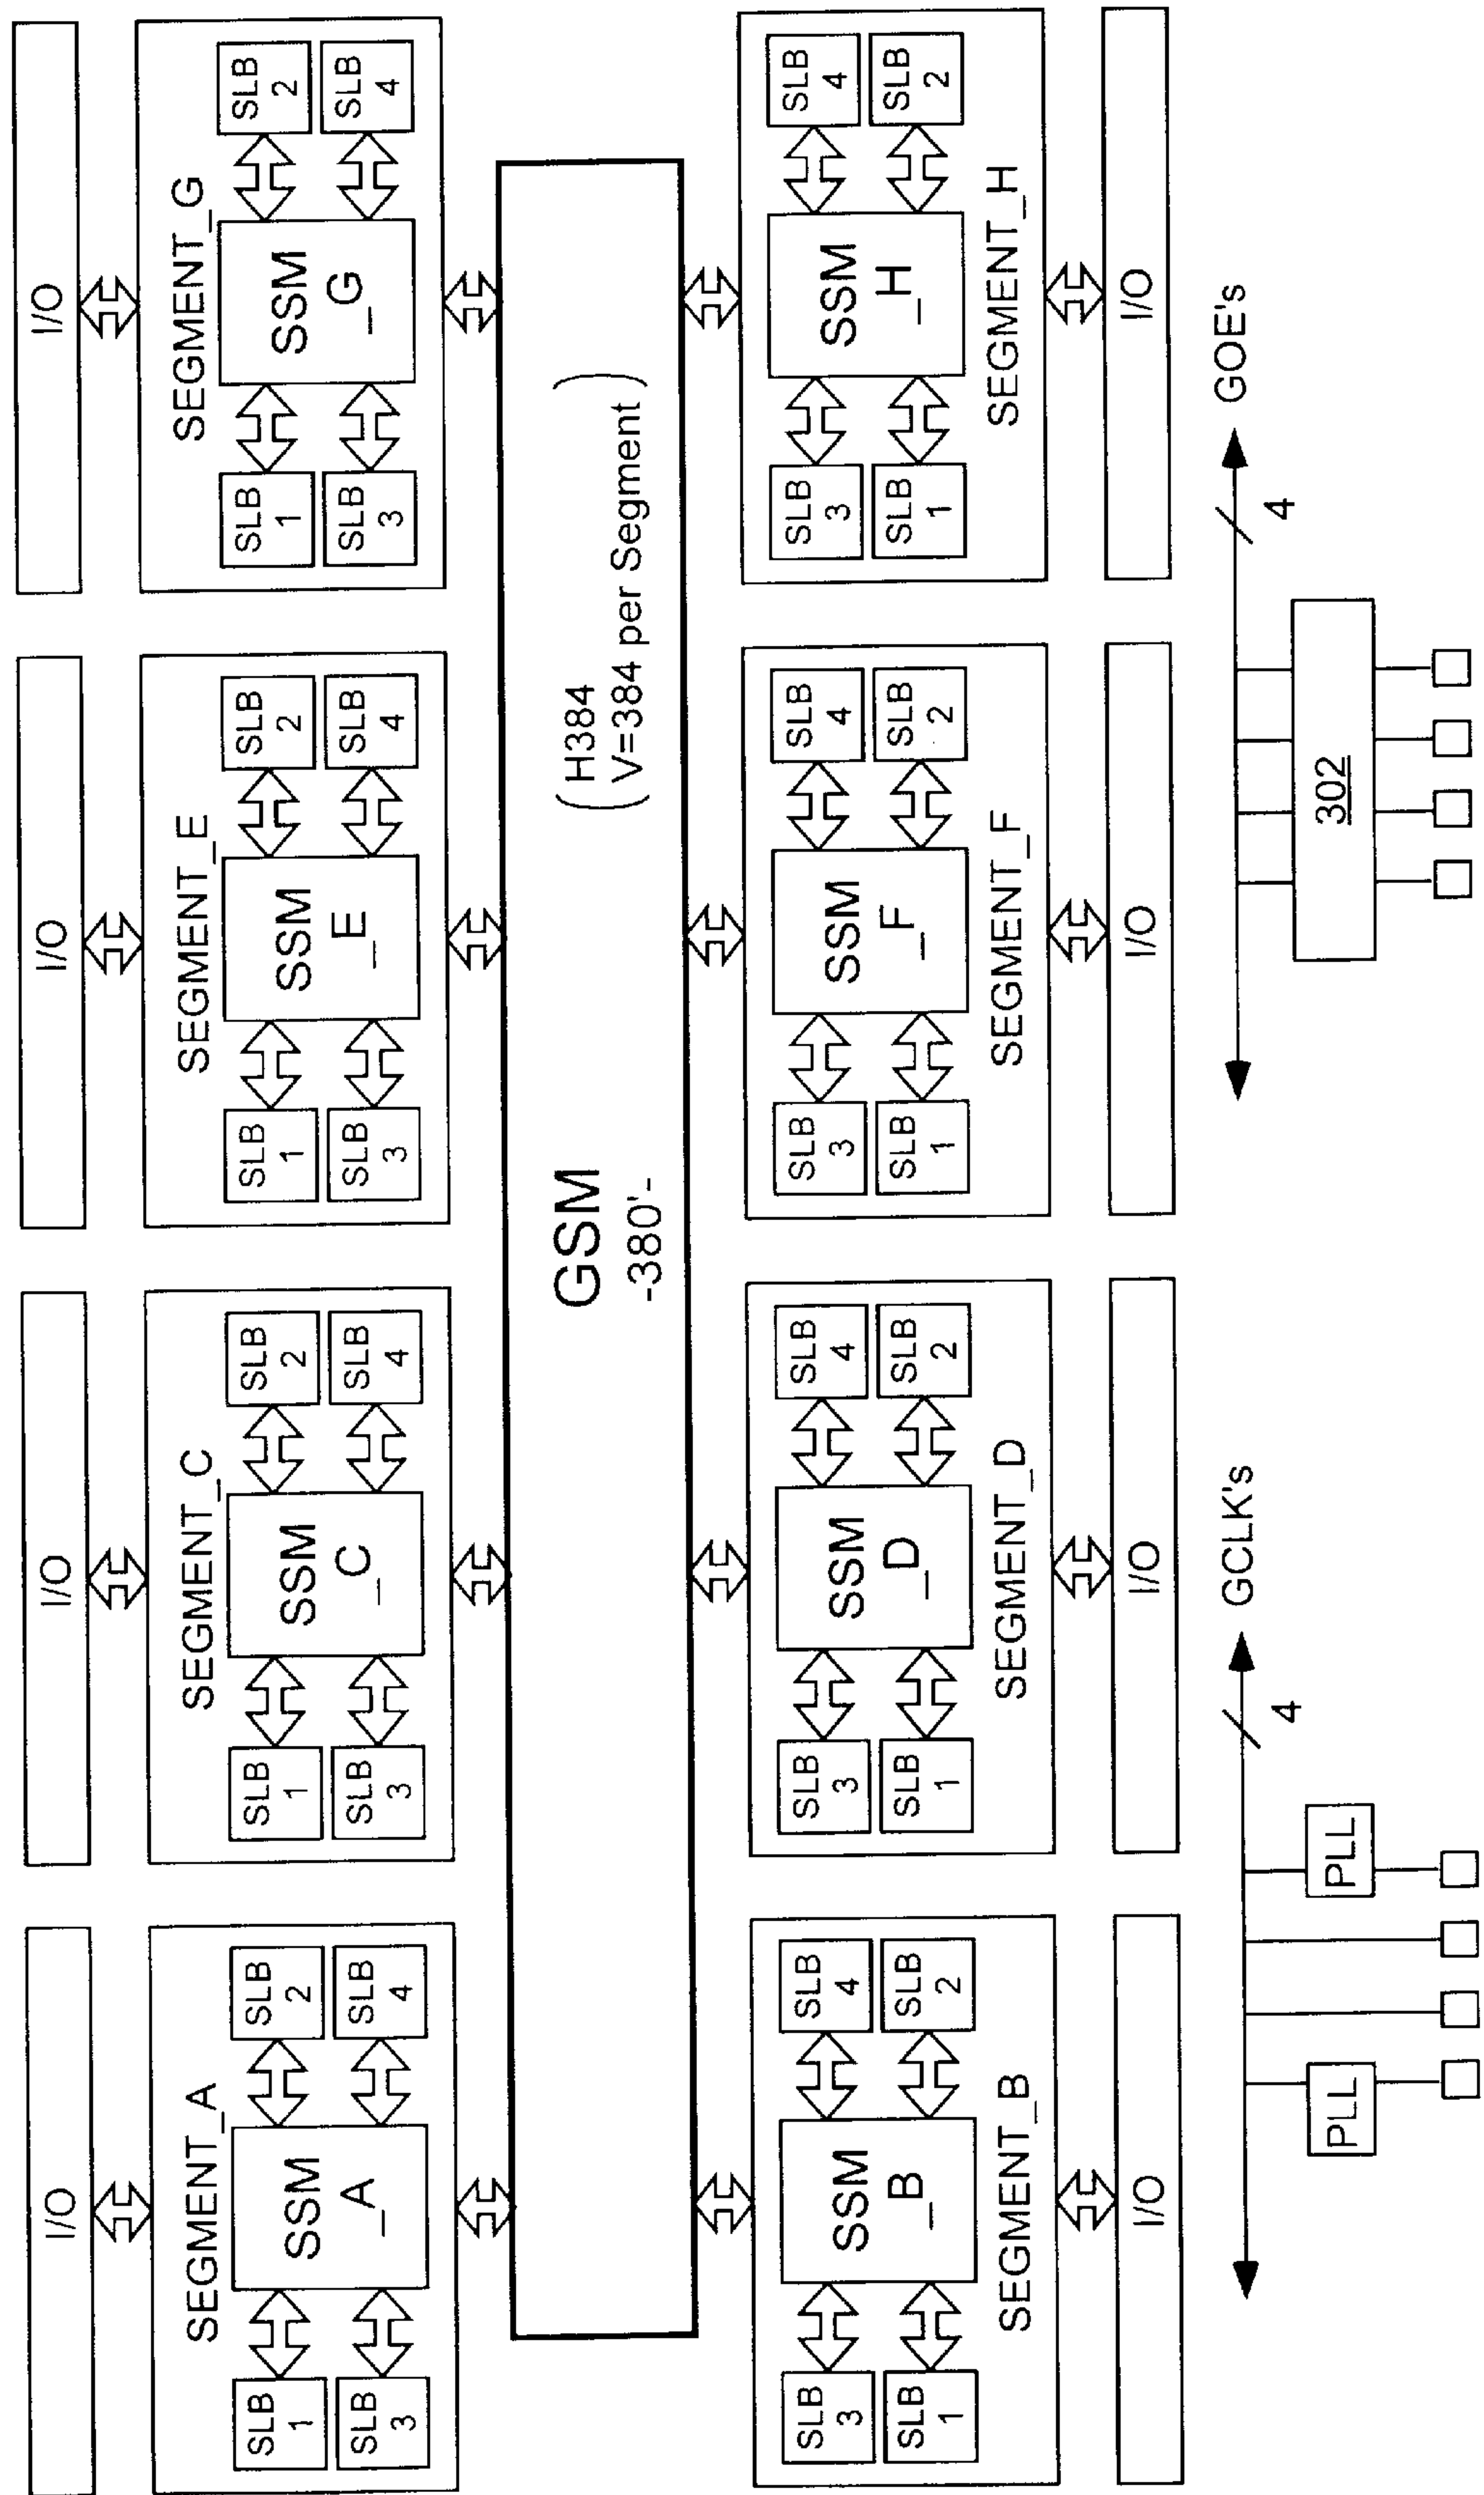 I/O
SEGMENT_A
SLB
1
SLB
3
SSM
_A
SLB
2
SLB
4
I/O
SEGMENT_C
SLB
1
SLB
3
SSM
_C
SLB
2
SLB
4
I/O
SEGMENT_E
SLB
1
SLB
3
SSM
_E
SLB
2
SLB
4
I/O
SEGMENT_G
SLB
1
SLB
3
SSM
_G
SLB
2
SLB
4
GSM
-380'-
(H384
V=384 per Segment)
SLB
3
SLB
1
SSM
_B
SLB
4
SLB
2
SEGMENT_B
I/O
SLB
3
SLB
1
SSM
_D
SLB
4
SLB
2
SEGMENT_D
I/O
SLB
3
SLB
1
SSM
_F
SLB
4
SLB
2
SEGMENT_F
I/O
SLB
3
SLB
1
SSM
_H
SLB
4
SLB
2
SEGMENT_H
I/O
GCLK's
4
PLL
PLL
GOE's
4
302